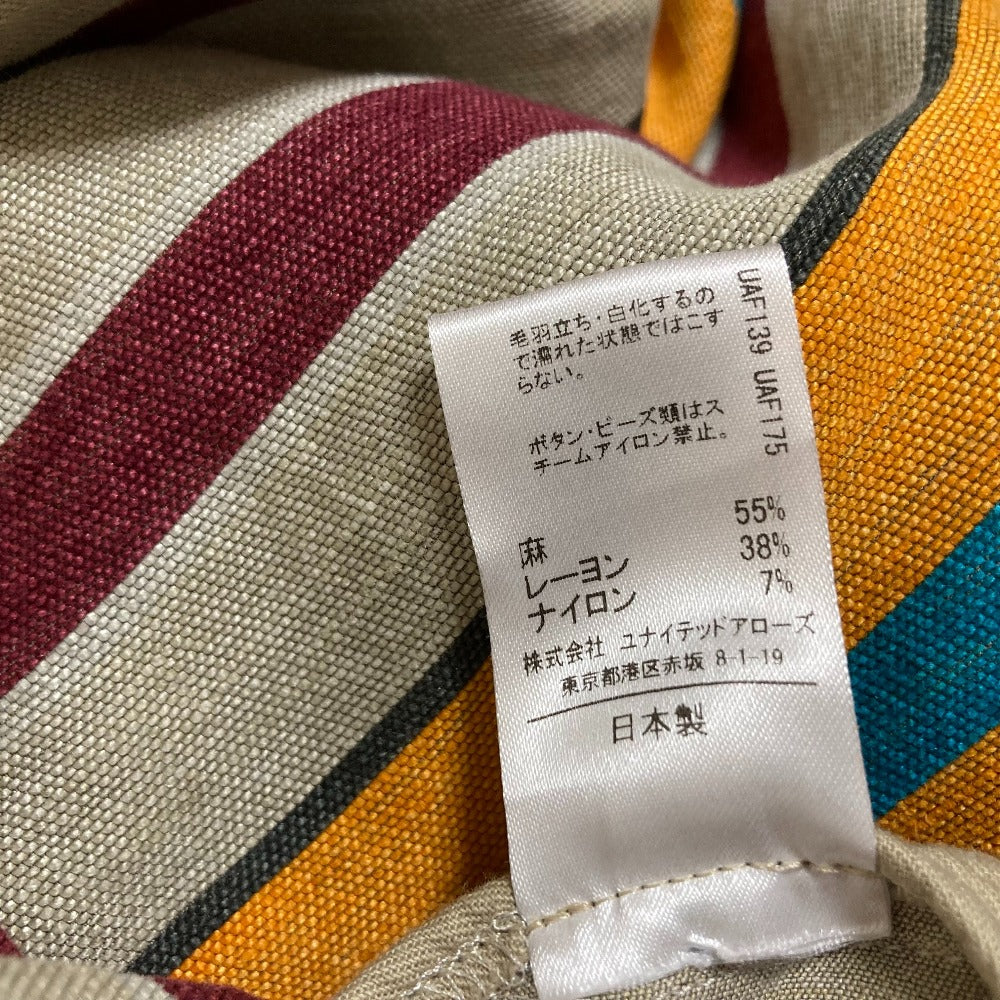 毛羽立ち・白化するの
で濡れた状態ではこす
らない。
ボタン・ビーズ類はス
チームアイロン禁止。
麻 55%
レーヨン 38%
ナイロン 7%
株式会社 ユナイテッドアローズ
東京都港区赤坂 8-1-19
日本製
UAF139 UAF175